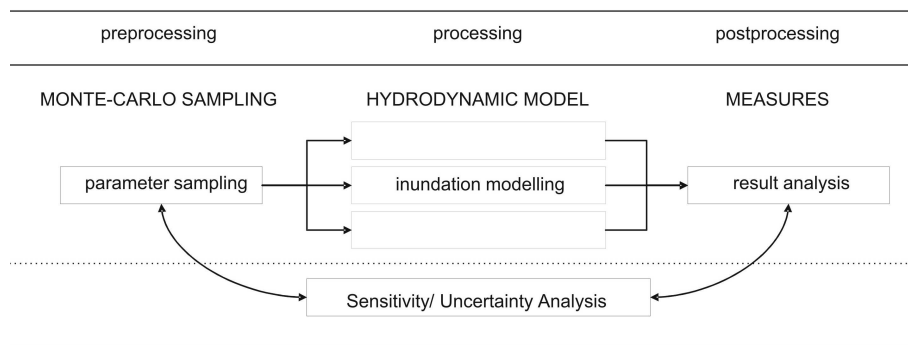 preprocessing processing postprocessing
MONTE-CARLO SAMPLING HYDRODYNAMIC MODEL MEASURES
parameter sampling inundation modelling result analysis
Sensitivity/ Uncertainty Analysis